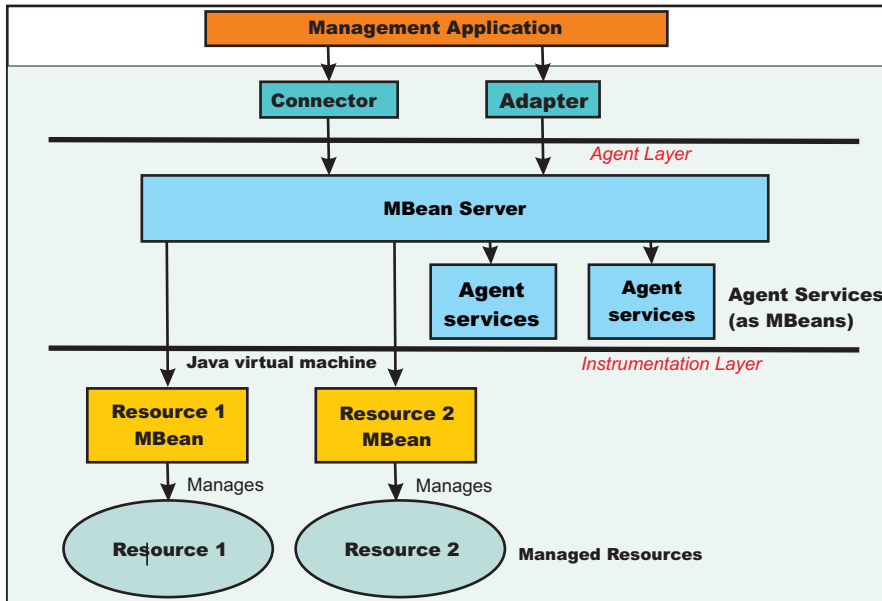 Management Application
Connector
Adapter
Agent Layer
MBean Server
Agent
services
Agent
services
Agent Services
(as MBeans)
Java virtual machine
Instrumentation Layer
Resource 1
MBean
Resource 2
MBean
Manages
Manages
Resource 1
Resource 2
Managed Resources